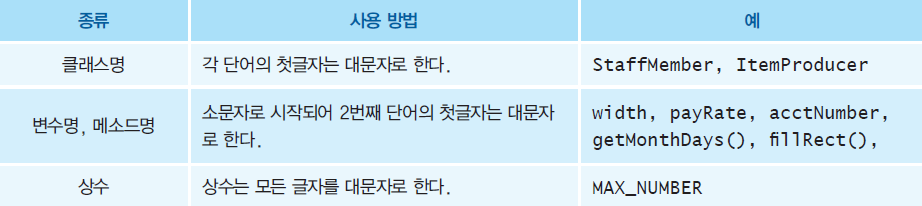 종류 사용 방법 예
클래스명 각 단어의 첫글자는 대문자로 한다. StaffMember, ItemProducer
변수명, 메소드명 소문자로 시작되어 2번째 단어의 첫글자는 대문자
로 한다.
width, payRate, acctNumber,
getMonthDays(), fillRect(),
상수 상수는 모든 글자를 대문자로 한다. MAX_NUMBER